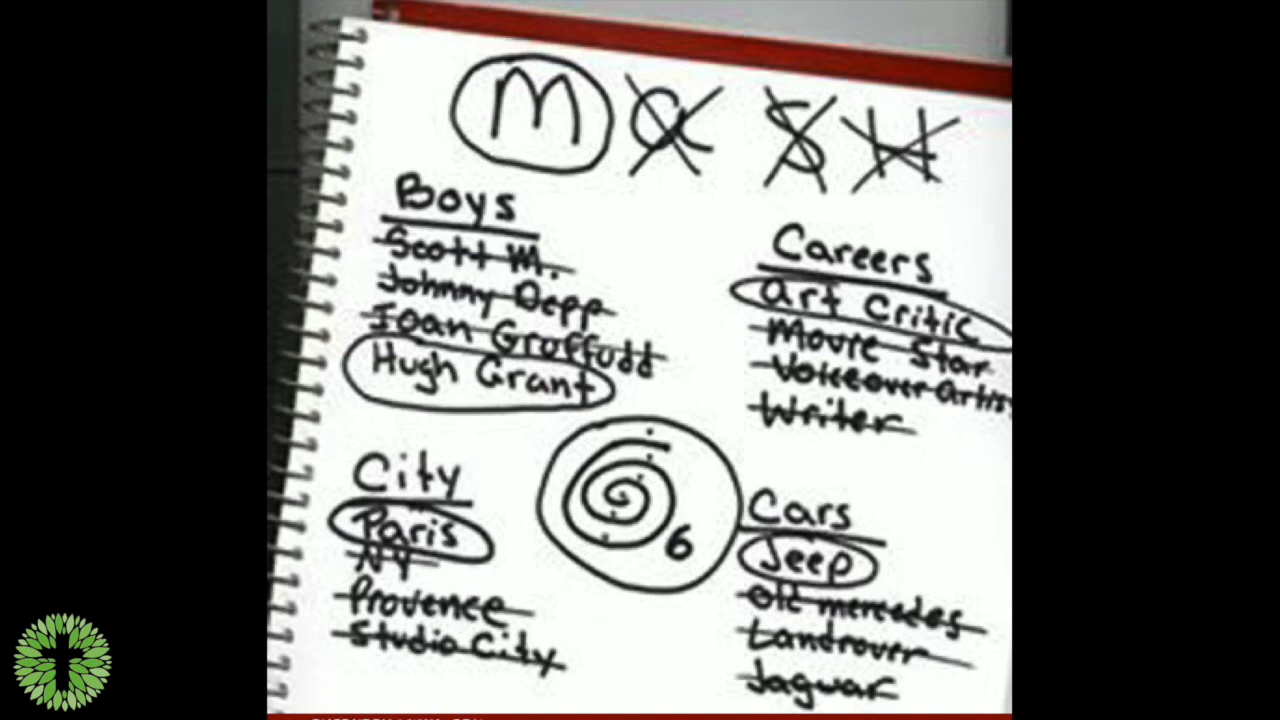 M a S H
Boys
Scott M.
Johnny Depp
Ioan Gruffudd
Hugh Grant
Careers
Art Critic
Movie Star
Voiceover Artis
Writer
City
Paris
NY
Provence
Studio City
6
Cars
Jeep
Old mercedes
Landrover
Jaguar